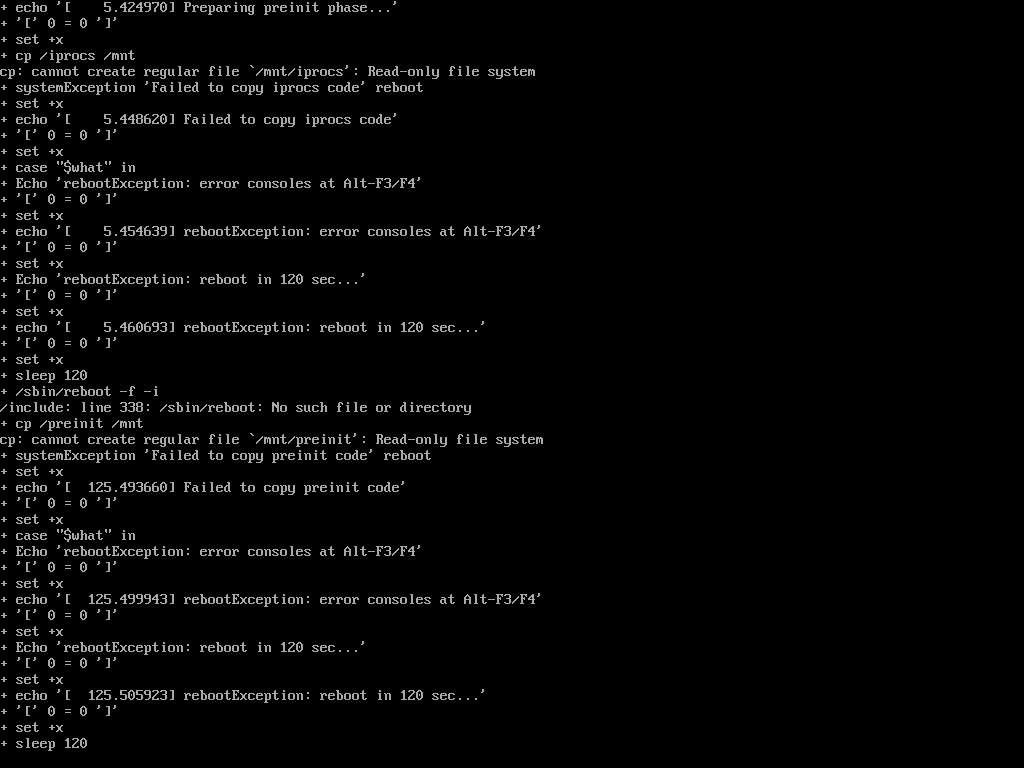 + echo '[    5.424970] Preparing preinit phase...'
+ '[' 0 = 0 ']'
+ set +x
+ cp /iprocs /mnt
cp: cannot create regular file `/mnt/iprocs': Read-only file system
+ systemException 'Failed to copy iprocs code' reboot
+ set +x
+ echo '[    5.448620] Failed to copy iprocs code'
+ '[' 0 = 0 ']'
+ set +x
+ case "$what" in
+ Echo 'rebootException: error consoles at Alt-F3/F4'
+ '[' 0 = 0 ']'
+ set +x
+ echo '[    5.454639] rebootException: error consoles at Alt-F3/F4'
+ '[' 0 = 0 ']'
+ set +x
+ Echo 'rebootException: reboot in 120 sec...'
+ '[' 0 = 0 ']'
+ set +x
+ echo '[    5.460693] rebootException: reboot in 120 sec...'
+ '[' 0 = 0 ']'
+ set +x
+ sleep 120
+ /sbin/reboot -f -i
/include: line 338: /sbin/reboot: No such file or directory
+ cp /preinit /mnt
cp: cannot create regular file `/mnt/preinit': Read-only file system
+ systemException 'Failed to copy preinit code' reboot
+ set +x
+ echo '[  125.493660] Failed to copy preinit code'
+ '[' 0 = 0 ']'
+ set +x
+ case "$what" in
+ Echo 'rebootException: error consoles at Alt-F3/F4'
+ '[' 0 = 0 ']'
+ set +x
+ echo '[  125.499943] rebootException: error consoles at Alt-F3/F4'
+ '[' 0 = 0 ']'
+ set +x
+ Echo 'rebootException: reboot in 120 sec...'
+ '[' 0 = 0 ']'
+ set +x
+ echo '[  125.505923] rebootException: reboot in 120 sec...'
+ '[' 0 = 0 ']'
+ set +x
+ sleep 120